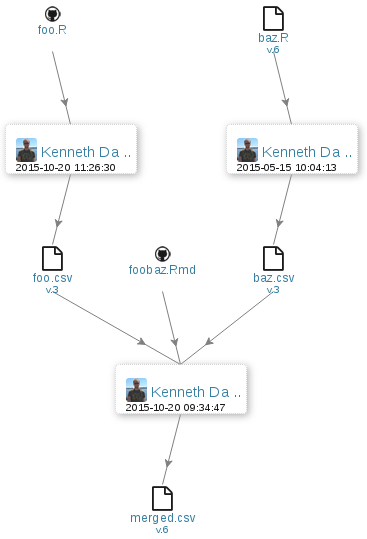 foo.R
baz.R
v.6
Kenneth Da ..
2015-10-20 11:26:30
Kenneth Da ..
2015-05-15 10:04:13
foo.csv
v.3
foobaz.Rmd
baz.csv
v.3
Kenneth Da ..
2015-10-20 09:34:47
merged.csv
v.6